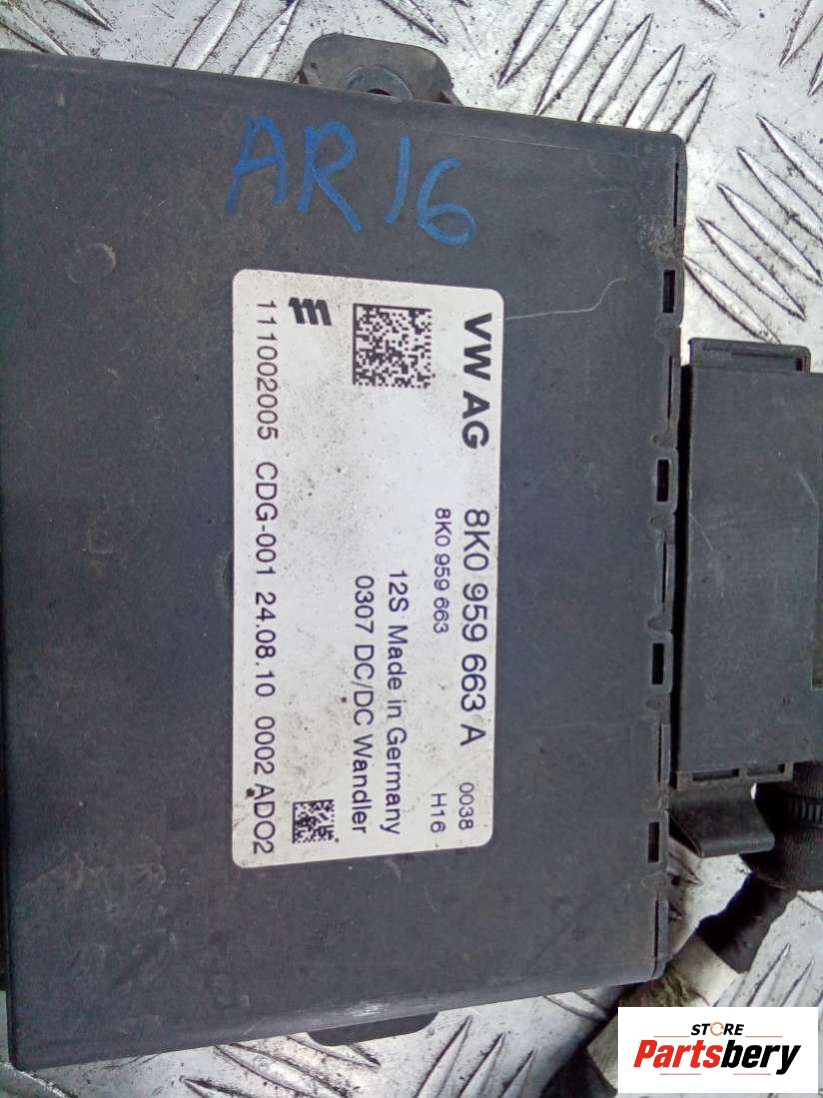 AR16
VW AG 8K0 959 663 A 0038
8K0 959 663 H16
12S Made in Germany
0307 DC/DC Wandler
111002005 CDG-001 24.08.10 0002 ADO2
STORE
Partsbery